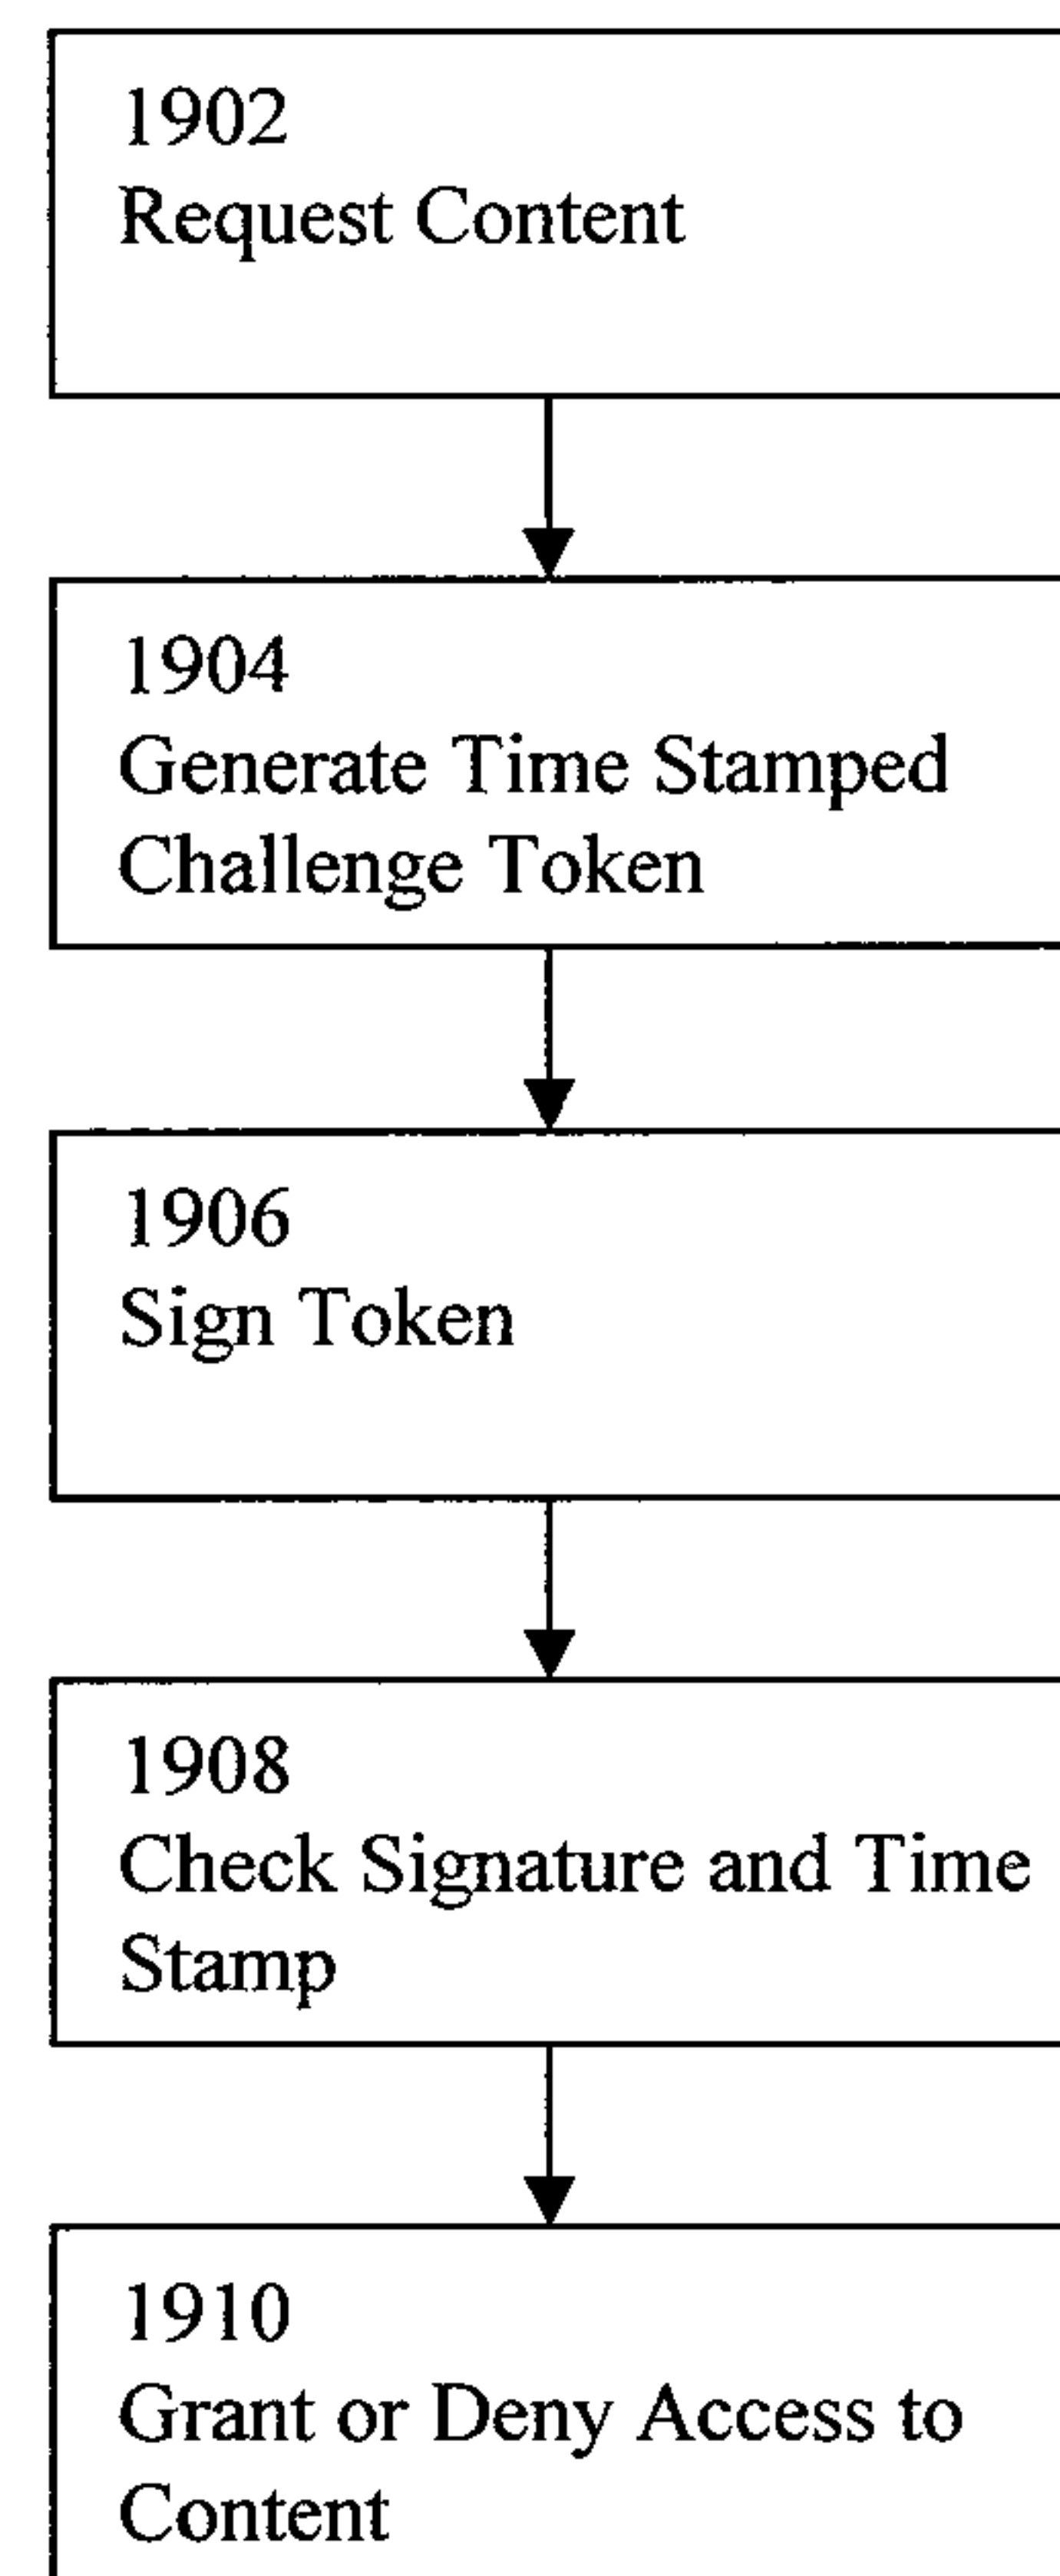 1902
Request Content
1904
Generate Time Stamped
Challenge Token
1906
Sign Token
1908
Check Signature and Time
Stamp
1910
Grant or Deny Access to
Content